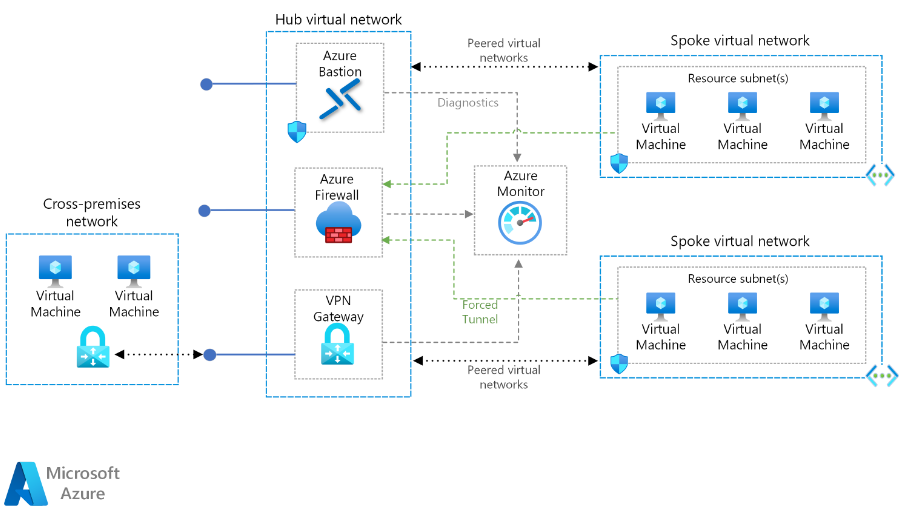 Hub virtual network
Azure
Bastion
Peered virtual
networks
Spoke virtual network
Resource subnet(s)
Virtual
Machine
Virtual
Machine
Virtual
Machine
Diagnostics
Azure
Firewall
Azure
Monitor
Cross-premises
network
Virtual
Machine
Virtual
Machine
Spoke virtual network
Resource subnet(s)
Virtual
Machine
Virtual
Machine
Virtual
Machine
VPN
Gateway
Forced
Tunnel
Peered virtual
networks
Microsoft
Azure